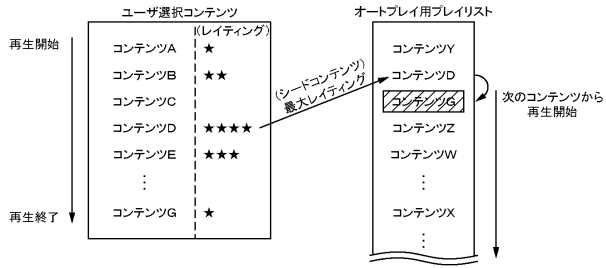 ユーザ選択コンテンツ
(レイティング)
再生開始
コンテンツA ★
コンテンツB ★★
コンテンツC
コンテンツD ★★★★
コンテンツE ★★★
⋮
コンテンツG ★
再生終了
(シードコンテンツ)
最大レイティング
オートプレイ用プレイリスト
コンテンツY
コンテンツD
コンテンツG
コンテンツZ
コンテンツW
⋮
コンテンツX
⋮
次のコンテンツから
再生開始